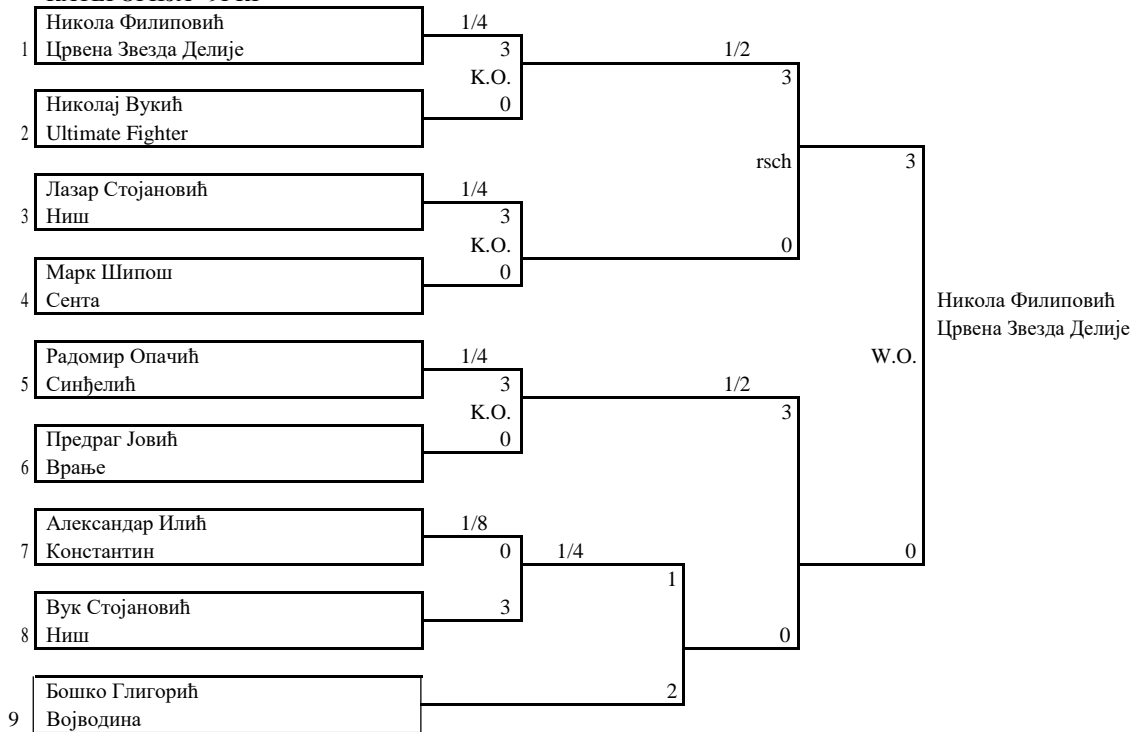 Никола Филиповић
1/4
1 Црвена Звезда Делије
3
1/2
K.O.
3
Николај Вукић
0
2 Ultimate Fighter
rsch
3
Лазар Стојановић
1/4
3 Ниш
3
K.O.
0
Марк Шипош
0
4 Сента
Никола Филиповић
Црвена Звезда Делије
Радомир Опачић
1/4
W.O.
5 Синђелић
3
1/2
K.O.
3
Предраг Јовић
0
6 Врање
Александар Илић
1/8
7 Константин
0
1/4
0
1
Вук Стојановић
3
8 Ниш
0
Бошко Глигорић
2
9 Војводина